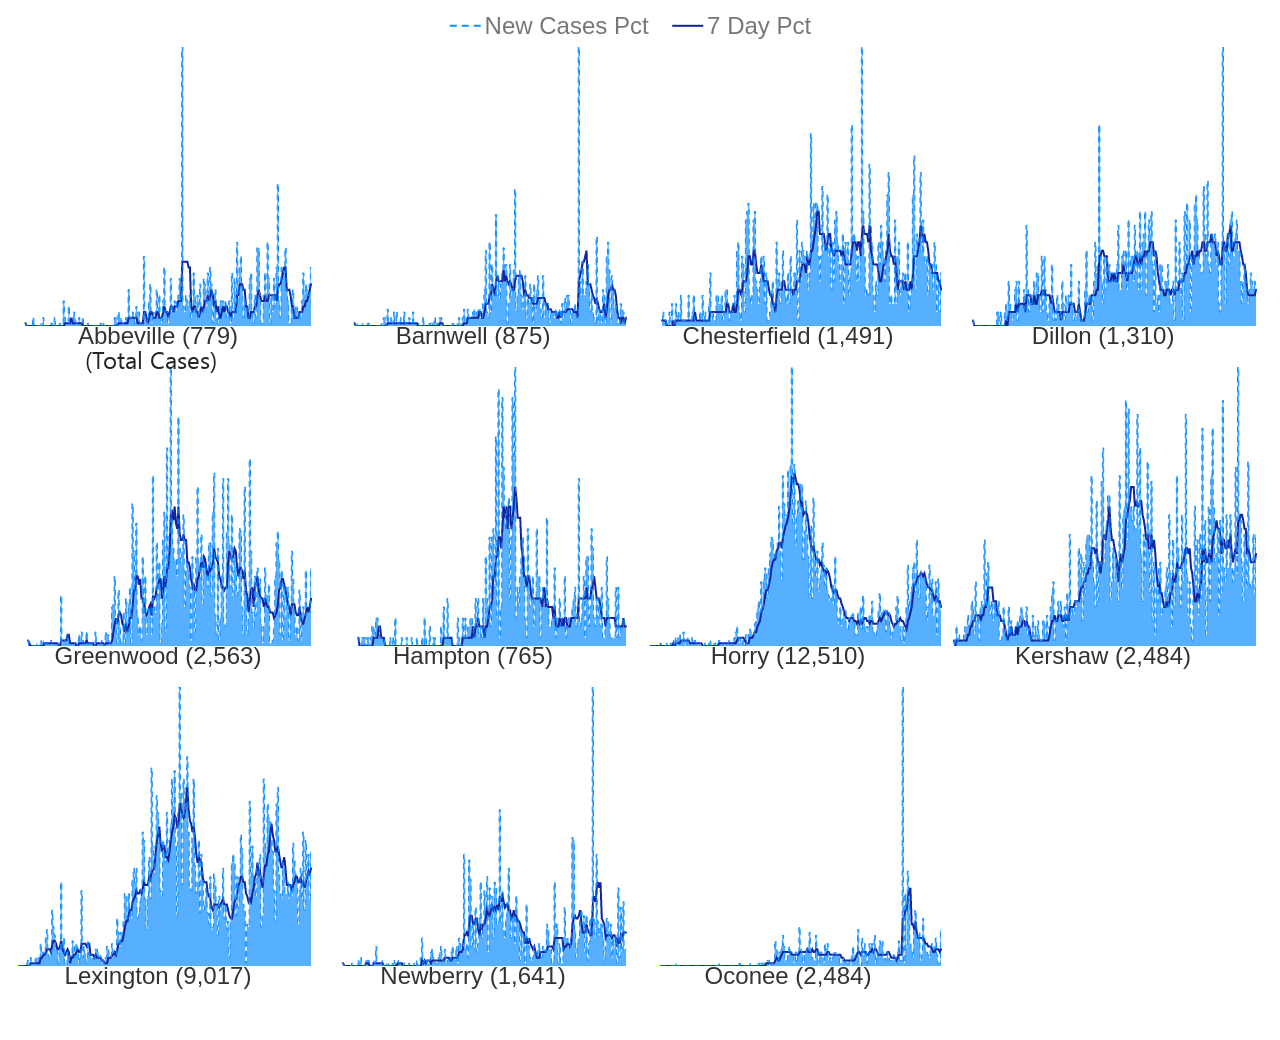 New Cases Pct 7 Day Pct
Abbeville (779) Barnwell (875) Chesterfield (1,491) Dillon (1,310)
(Total Cases)
Greenwood (2,563) Hampton (765) Horry (12,510) Kershaw (2,484)
Lexington (9,017) Newberry (1,641) Oconee (2,484)